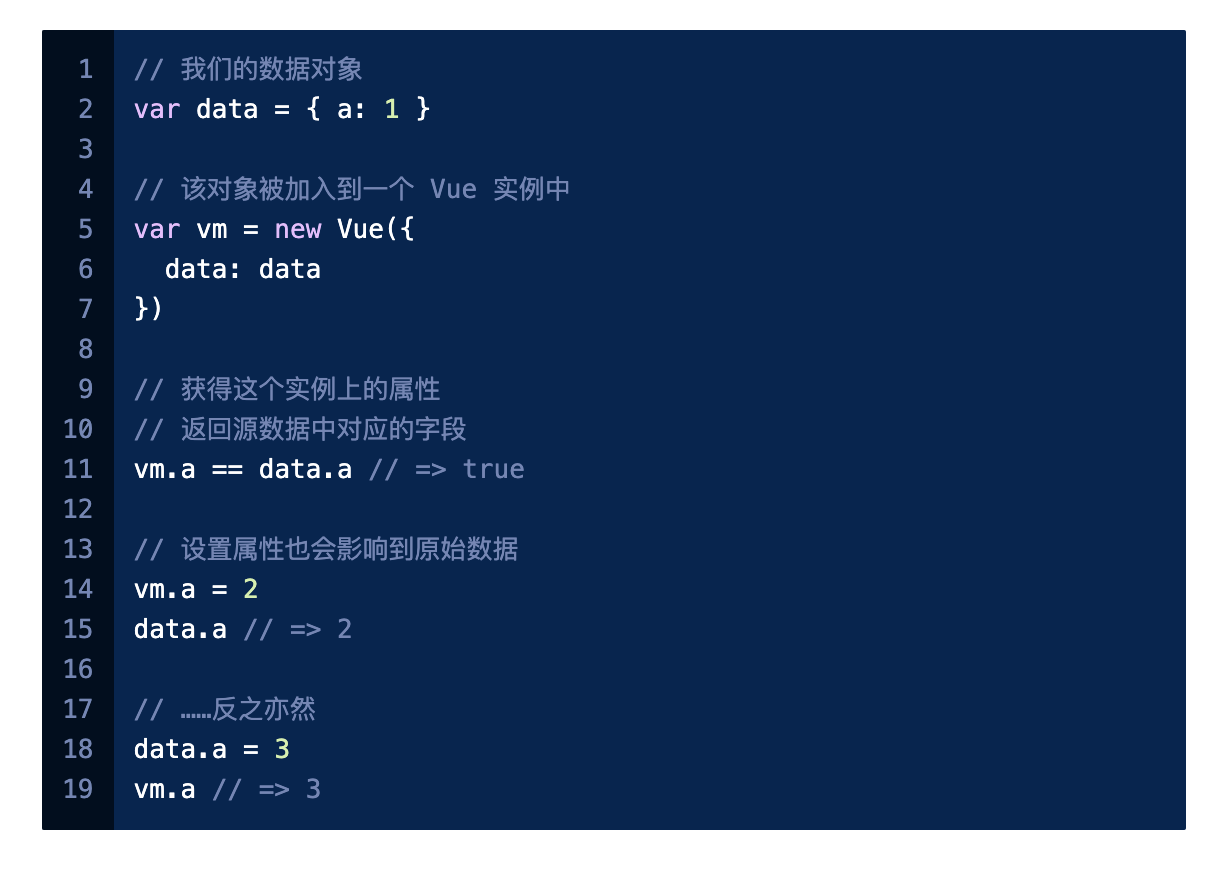 1 // 我们的数据对象
2 var data = { a: 1 }
3
4 // 该对象被加入到一个 Vue 实例中
5 var vm = new Vue({
6   data: data
7 })
8
9 // 获得这个实例上的属性
10 // 返回源数据中对应的字段
11 vm.a == data.a // => true
12
13 // 设置属性也会影响到原始数据
14 vm.a = 2
15 data.a // => 2
16
17 // ……反之亦然
18 data.a = 3
19 vm.a // => 3